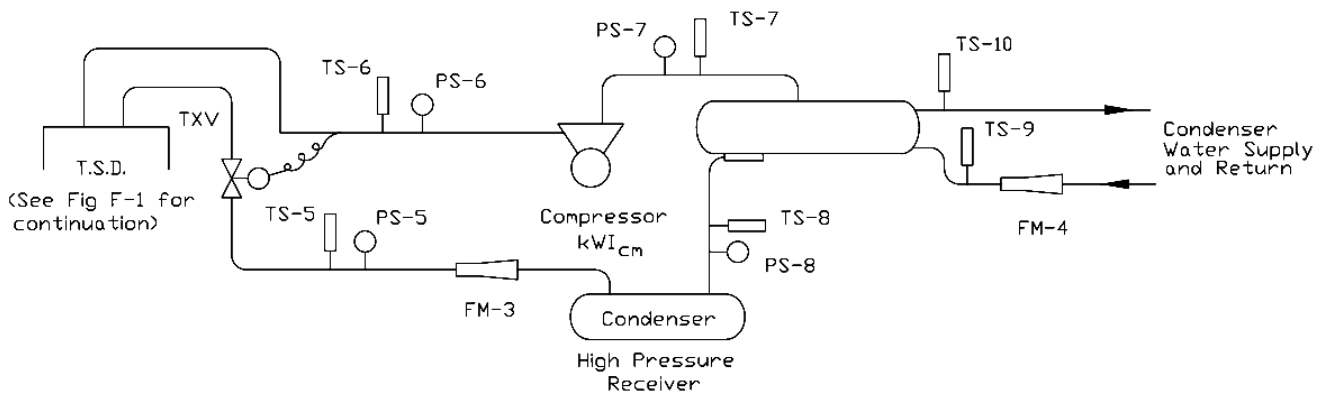 TS-7
PS-7
TS-10
TS-6
PS-6
TXV
TS-9
Condenser
Water Supply
and Return
T.S.D.
(See Fig F-1 for
continuation)
TS-5
PS-5
Compressor
kWI cm
TS-8
FM-4
PS-8
FM-3
Condenser
High Pressure
Receiver